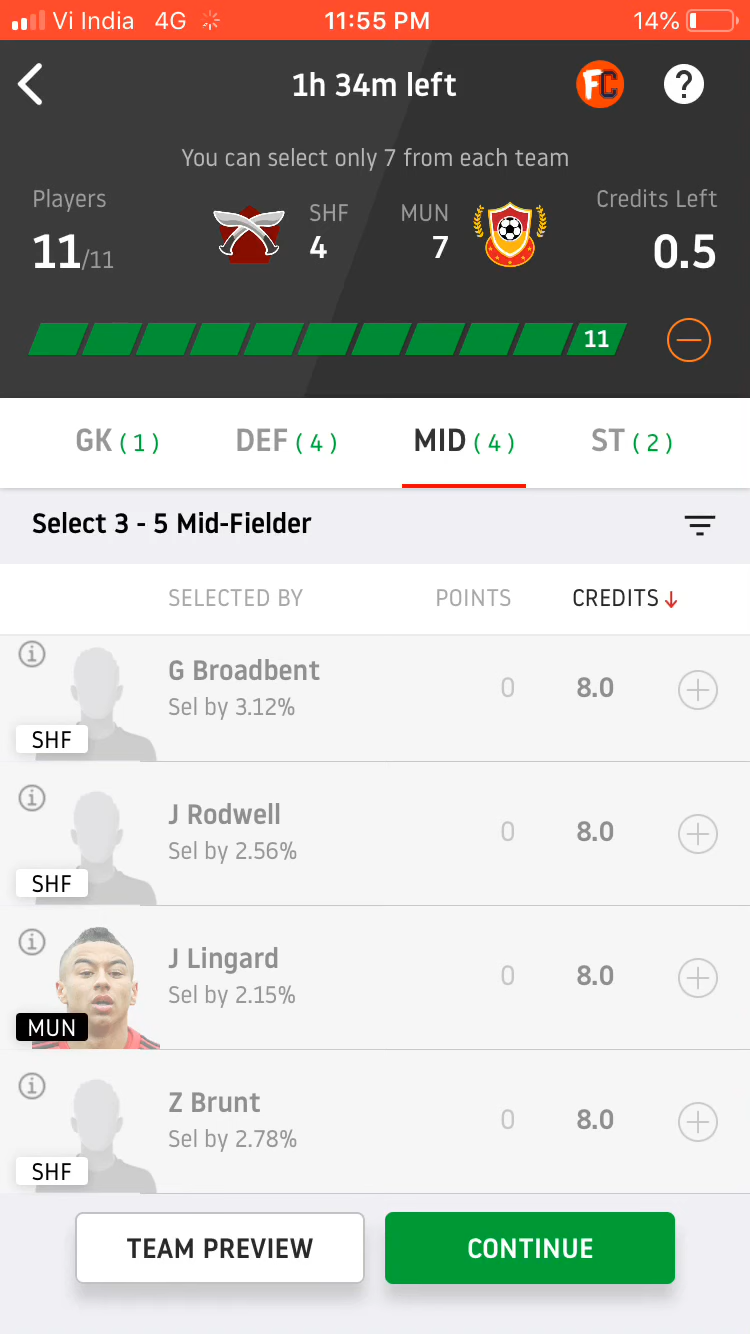 Vi India 4G 11:55 PM 14%
1h 34m left FC ?
You can select only 7 from each team
Players SHF MUN Credits Left
11/11 4 7 0.5
11
GK ( 1 ) DEF ( 4 ) MID ( 4 ) ST ( 2 )
Select 3 - 5 Mid-Fielder
SELECTED BY POINTS CREDITS ↓
G Broadbent
Sel by 3.12%
0 8.0
SHF
J Rodwell
Sel by 2.56%
0 8.0
SHF
J Lingard
Sel by 2.15%
0 8.0
MUN
Z Brunt
Sel by 2.78%
0 8.0
SHF
TEAM PREVIEW CONTINUE